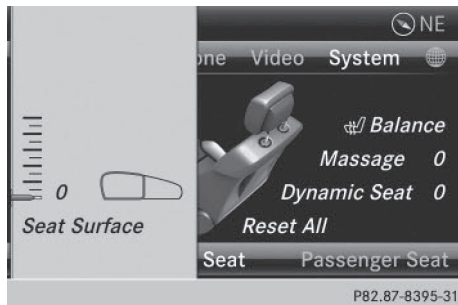 NE
one Video System
Balance
Massage 0
0 Dynamic Seat 0
Seat Surface Reset All
Seat Passenger Seat
P82.87-8395-31